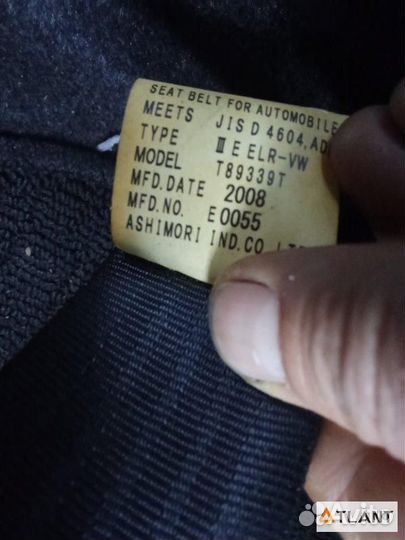 SEAT BELT FOR AUTOMOBILE
MEETS JIS D 4604, AD
TYPE Ⅲ E ELR-VW
MODEL T89339T
MFD.DATE 2008
MFD.NO. E0055
ASHIMORI IND.CO.
ATLANT
Avito